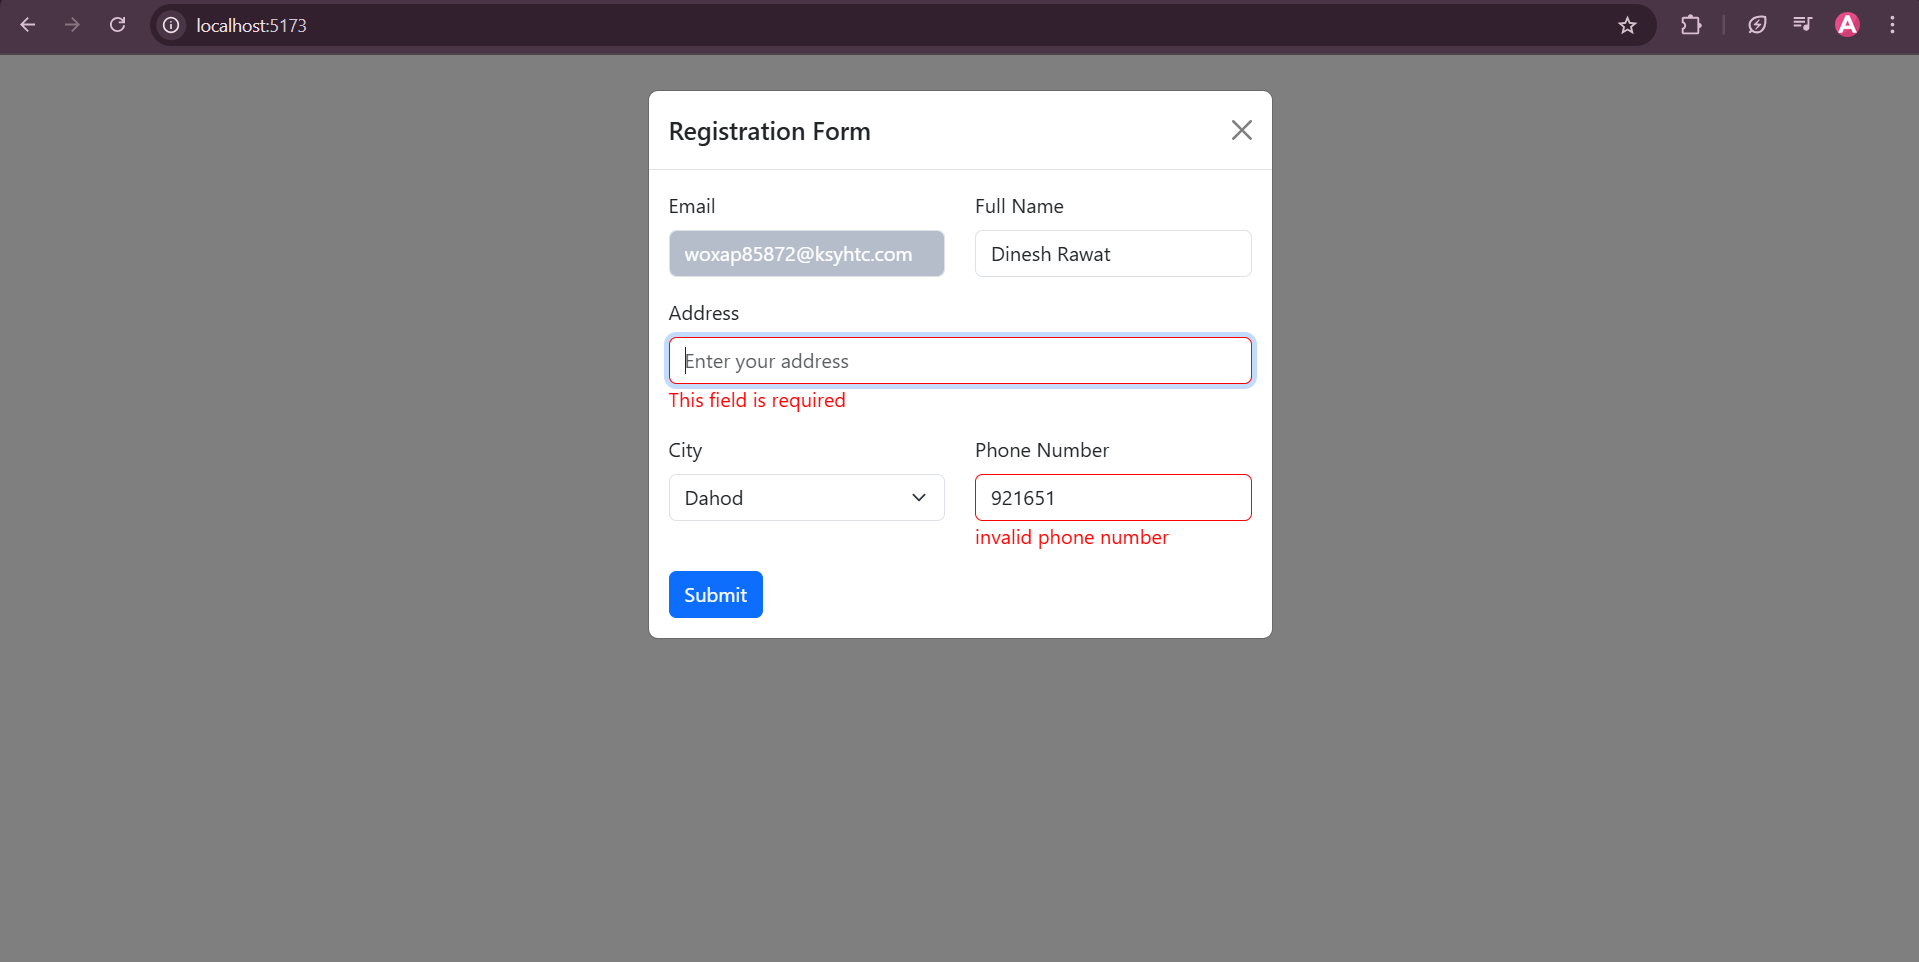 localhost:5173
A
Registration Form
Email
Full Name
woxap85872@ksyhtc.com
Dinesh Rawat
Address
Enter your address
This field is required
City
Phone Number
Dahod
921651
invalid phone number
Submit